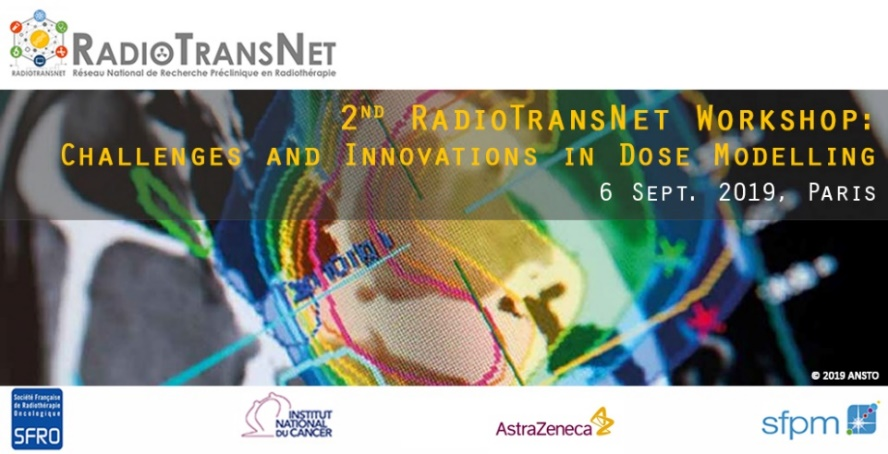 RADIOTRANSNET
RADIOTRANSNET
Réseau National de Recherche Préclinique en Radiothérapie
2ND RADIOTRANSNET WORKSHOP:
CHALLENGES AND INNOVATIONS IN DOSE MODELLING
6 SEPT. 2019, PARIS
© 2019 ANSTO
Société Française
de Radiothérapie
Oncologique
SFRO
INSTITUT
NATIONAL
DU CANCER
AstraZeneca
sfpm